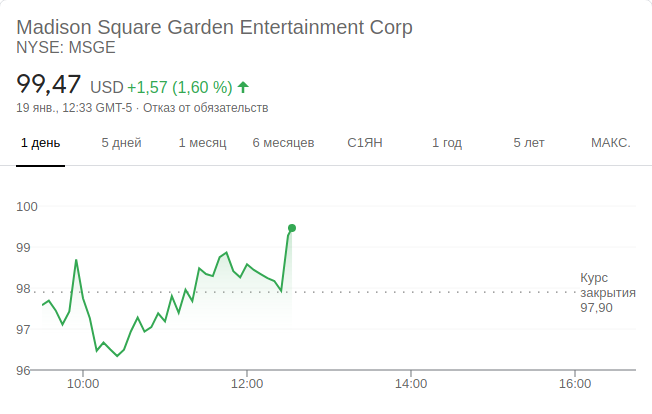 Madison Square Garden Entertainment Corp
NYSE: MSGE
99,47 USD +1,57 (1,60 %)
19 янв., 12:33 GMT-5 · Отказ от обязательств
1 день 5 дней 1 месяц 6 месяцев С1ЯН 1 год 5 лет МАКС.
100
99
98
97
96
Курс
закрытия
97,90
10:00 12:00 14:00 16:00